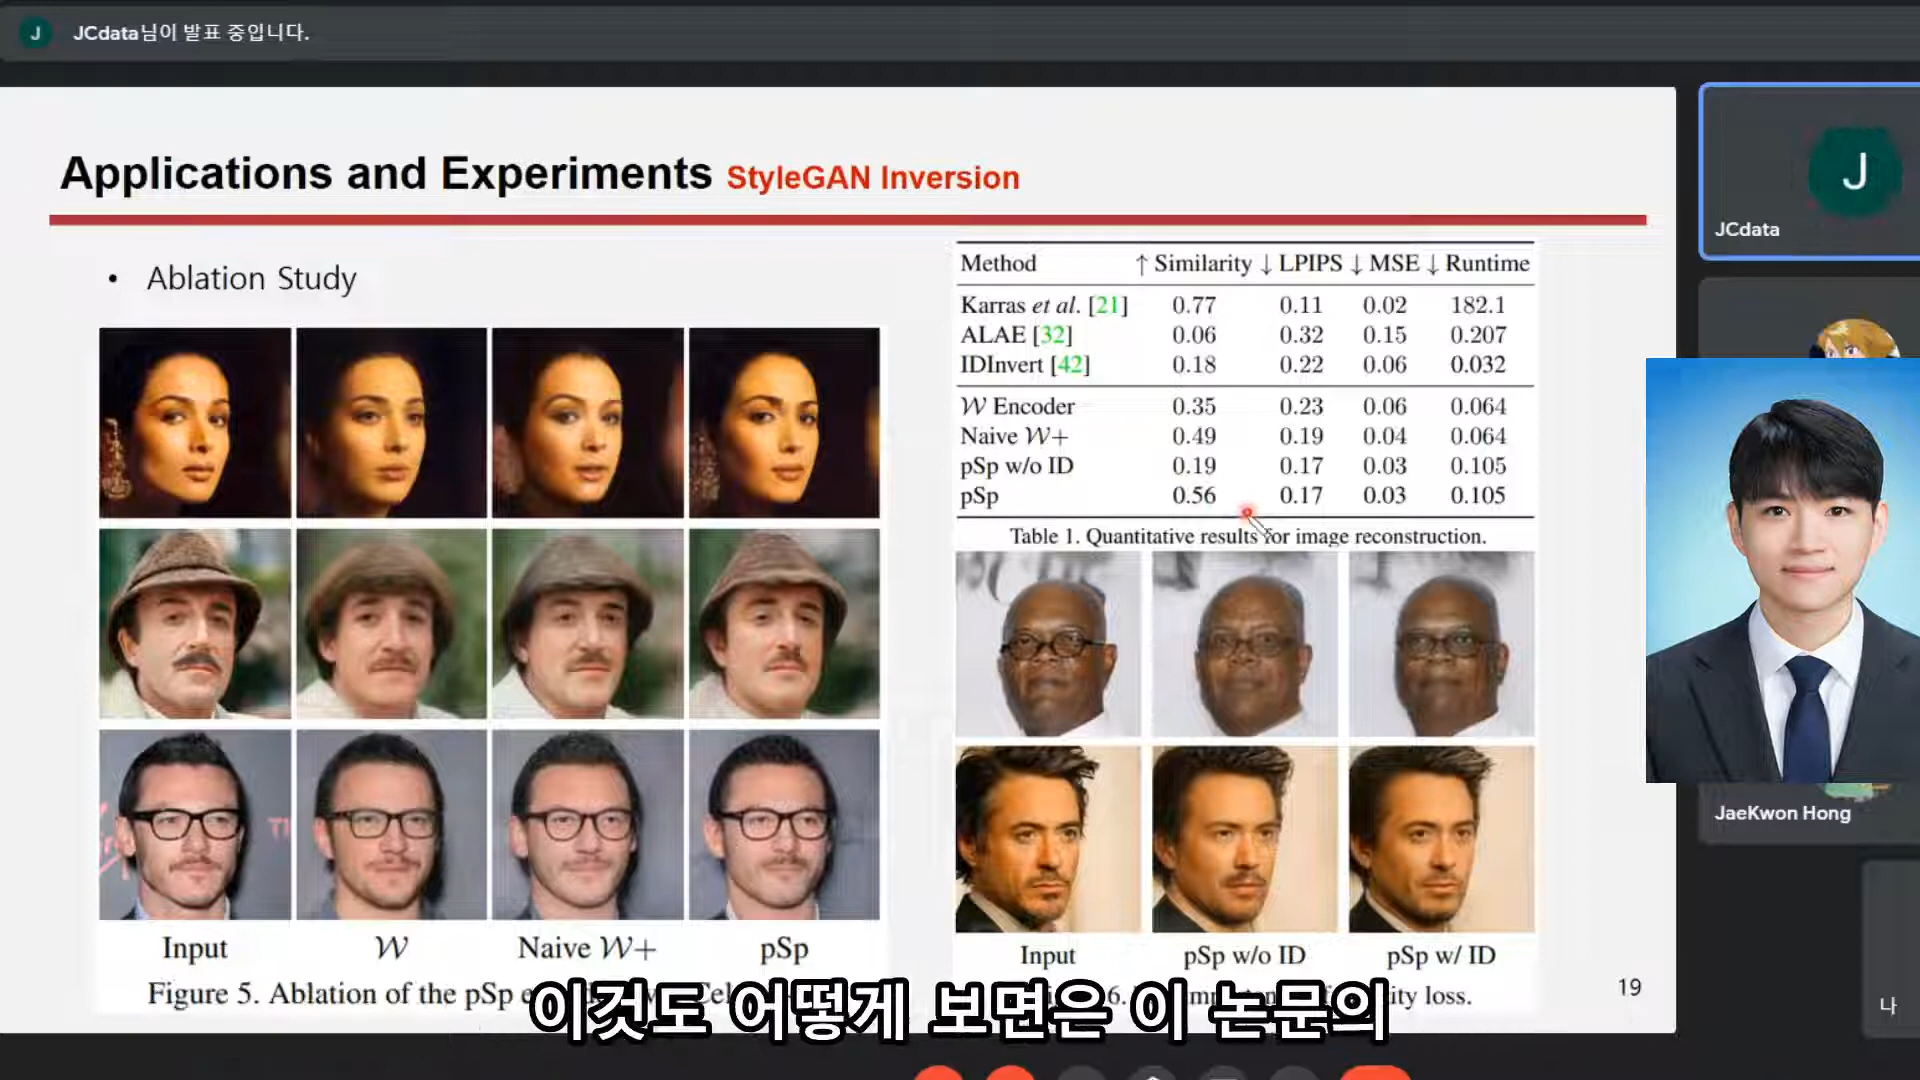 J JCdata님이 발표 중입니다.
Applications and Experiments StyleGAN Inversion
• Ablation Study
Method ↑ Similarity ↓ LPIPS ↓ MSE ↓ Runtime
Karras et al. [21] 0.77 0.11 0.02 182.1
ALAE [32] 0.06 0.32 0.15 0.207
IDInvert [42] 0.18 0.22 0.06 0.032
W Encoder 0.35 0.23 0.06 0.064
Naive W+ 0.49 0.19 0.04 0.064
pSp w/o ID 0.19 0.17 0.03 0.105
pSp 0.56 0.17 0.03 0.105
Table 1. Quantitative results for image reconstruction.
Input W Naive W+ pSp
Figure 5. Ablation of the pSp
Input pSp w/o ID pSp w/ ID
6. loss.
19
이것도 어떻게 보면은 이 논문의
J
JCdata
JaeKwon Hong
나